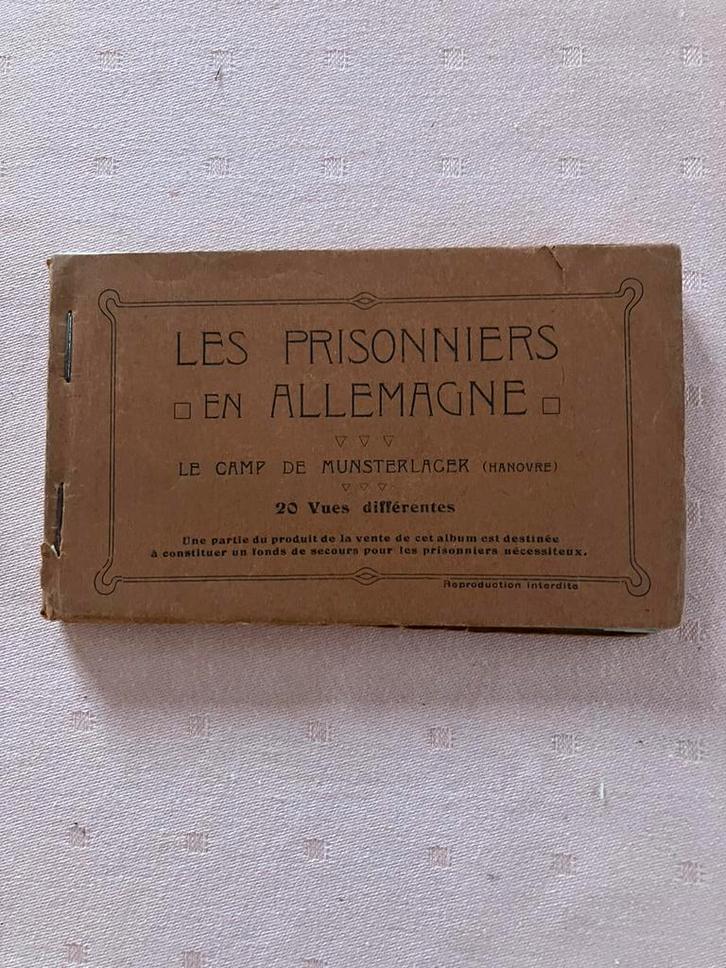 LES PRISONNIERS
EN ALLEMAGNE
LE CAMP DE MUNSTERLAGER (HANOVRE)
20 Vues différentes
Une partie du produit de la vente de cet album est destinée
à constituer un fonds de secours pour les prisonniers nécessiteux.
Reproduction interdite